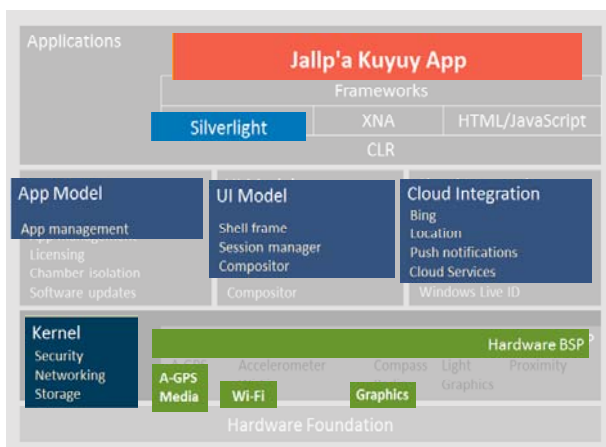 Applications
Jallp'a Kuyuy App
Frameworks
Silverlight
XNA
HTML/JavaScript
CLR
App Model
App management
Licensing
Chamber isolation
Software updates
UI Model
Shell frame
Session manager
Compositor
Compositor
Cloud Integration
Bing
Location
Push notifications
Cloud Services
Windows Live ID
Kernel
Security
Networking
Storage
Hardware BSP
A-GPS
Accelerometer
Compass
Light
Proximity
A-GPS
Media
Wi-Fi
Graphics
Graphics
Hardware Foundation